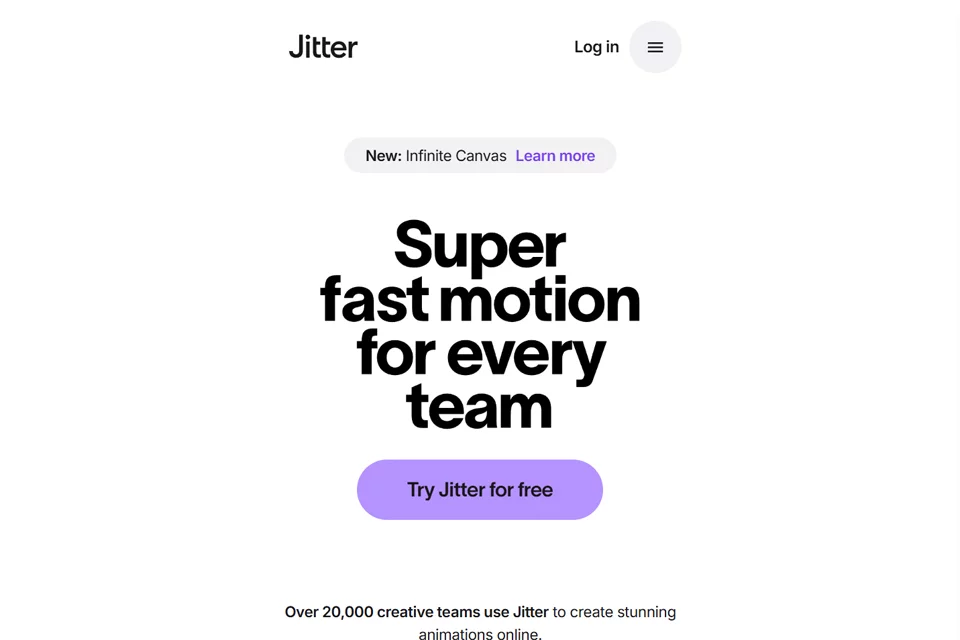 Jitter
Log in
New: Infinite Canvas Learn more
Super
fast motion
for every
team
Try Jitter for free
Over 20,000 creative teams use Jitter to create stunning
animations online.